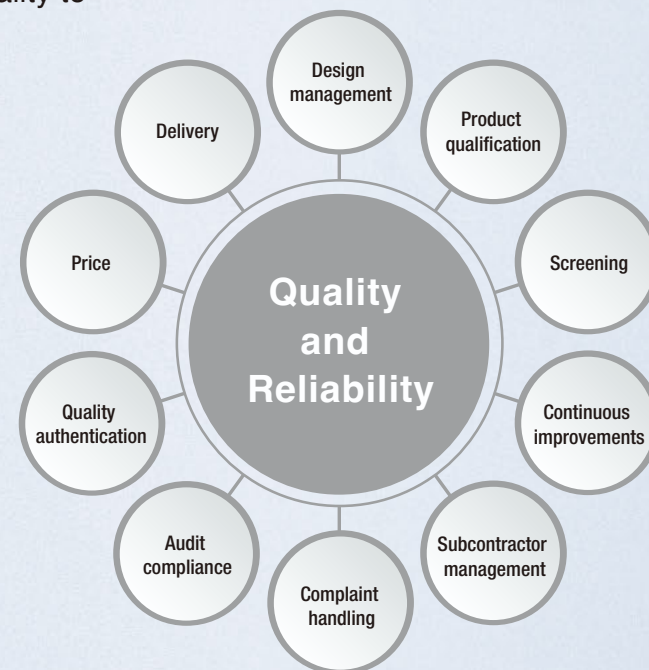 to
Design
management
Product
qualification
Screening
Continuous
improvements
Subcontractor
management
Complaint
handling
Audit
compliance
Quality
authentication
Price
Delivery
Quality
and
Reliability